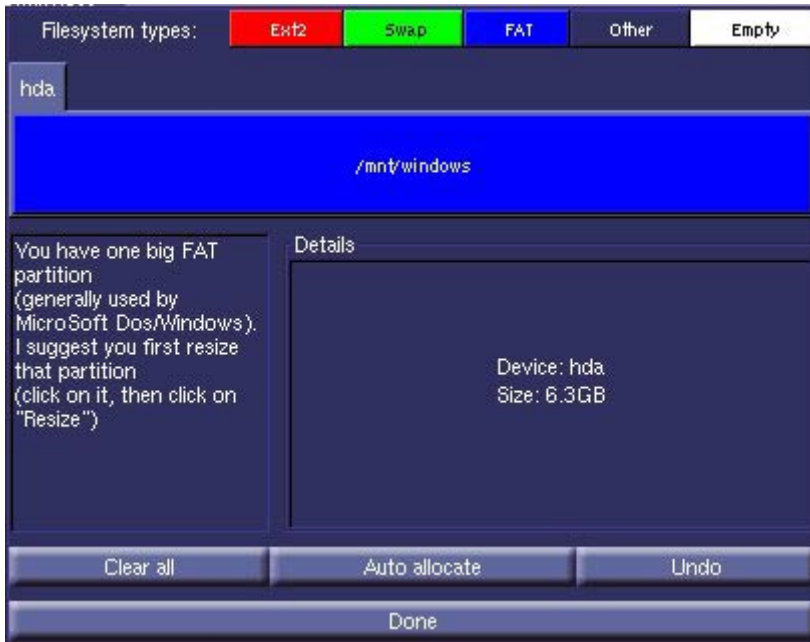 Filesystem types: Ext2 Swap FAT Other Empty
hda
/mnt/windows
You have one big FAT
partition
(generally used by
MicroSoft Dos/Windows).
I suggest you first resize
that partition
(click on it, then click on
"Resize")
Details
Device: hda
Size: 6.3GB
Clear all Auto allocate Undo
Done